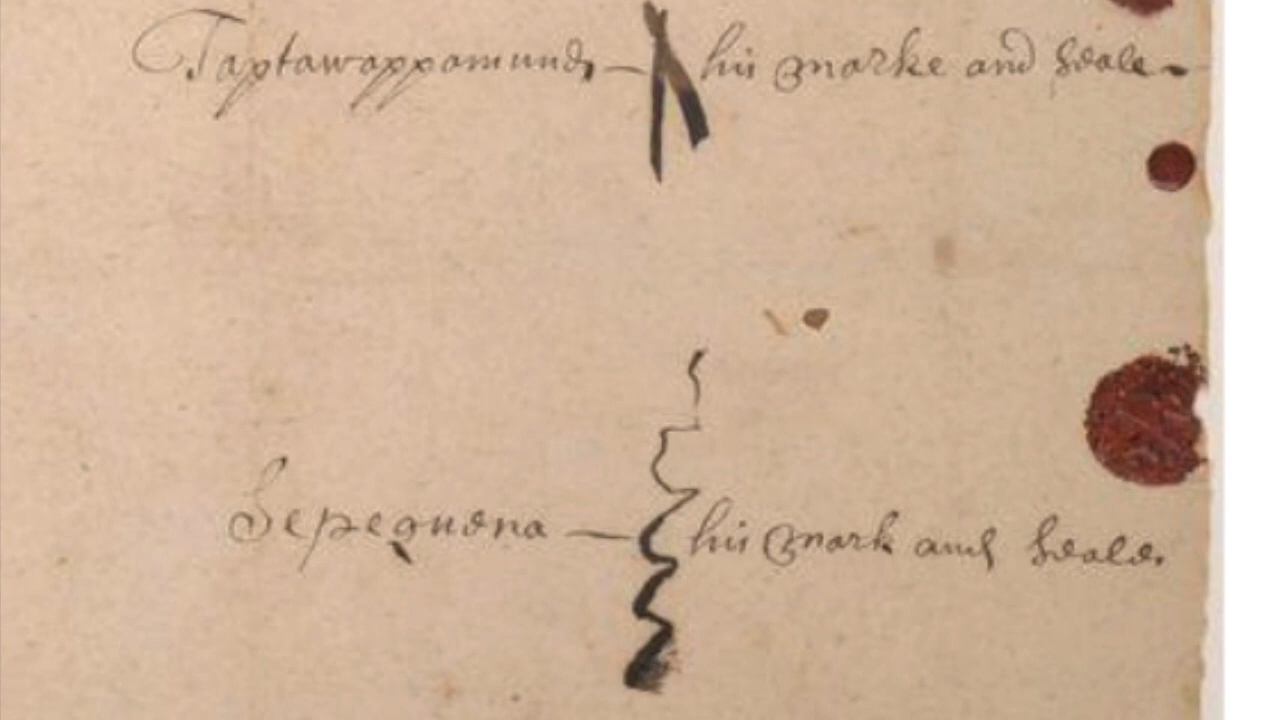 Taptawappamund, — his marke and Seale -
Sepequena — his mark and Seale.